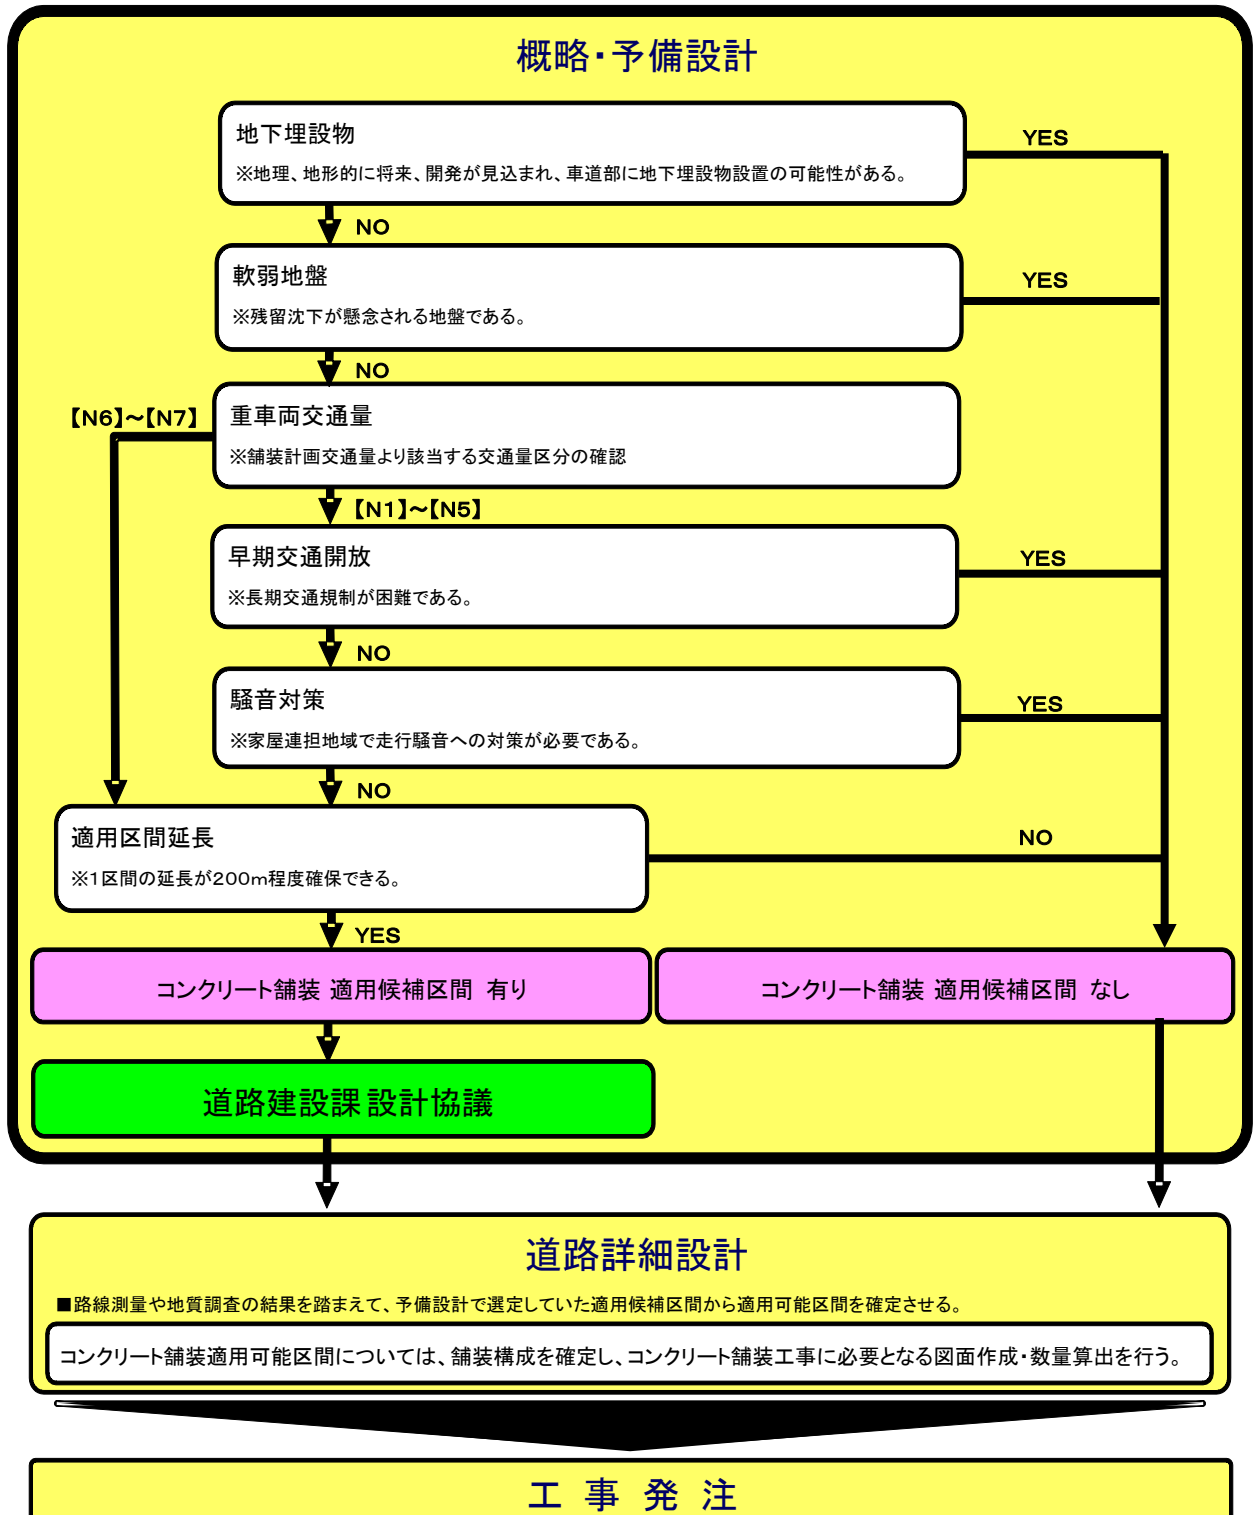 概略・予備設計
地下埋設物
YES
※地理、地形的に将来、開発が見込まれ、車道部に地下埋設物設置の可能性がある。
NO
軟弱地盤
YES
※残留沈下が懸念される地盤である。
NO
【N6】～【N7】
重車両交通量
※舗装計画交通量より該当する交通量区分の確認
【N1】～【N5】
早期交通開放
YES
※長期交通規制が困難である。
NO
騒音対策
YES
※家屋連担地域で走行騒音への対策が必要である。
NO
適用区間延長
NO
※1区間の延長が200m程度確保できる。
YES
コンクリート舗装 適用候補区間 有り
コンクリート舗装 適用候補区間 なし
道路建設課 設計協議
道路詳細設計
■路線測量や地質調査の結果を踏まえて、予備設計で選定していた適用候補区間から適用可能区間を確定させる。
コンクリート舗装適用可能区間については、舗装構成を確定し、コンクリート舗装工事に必要となる図面作成・数量算出を行う。
工 事 発 注